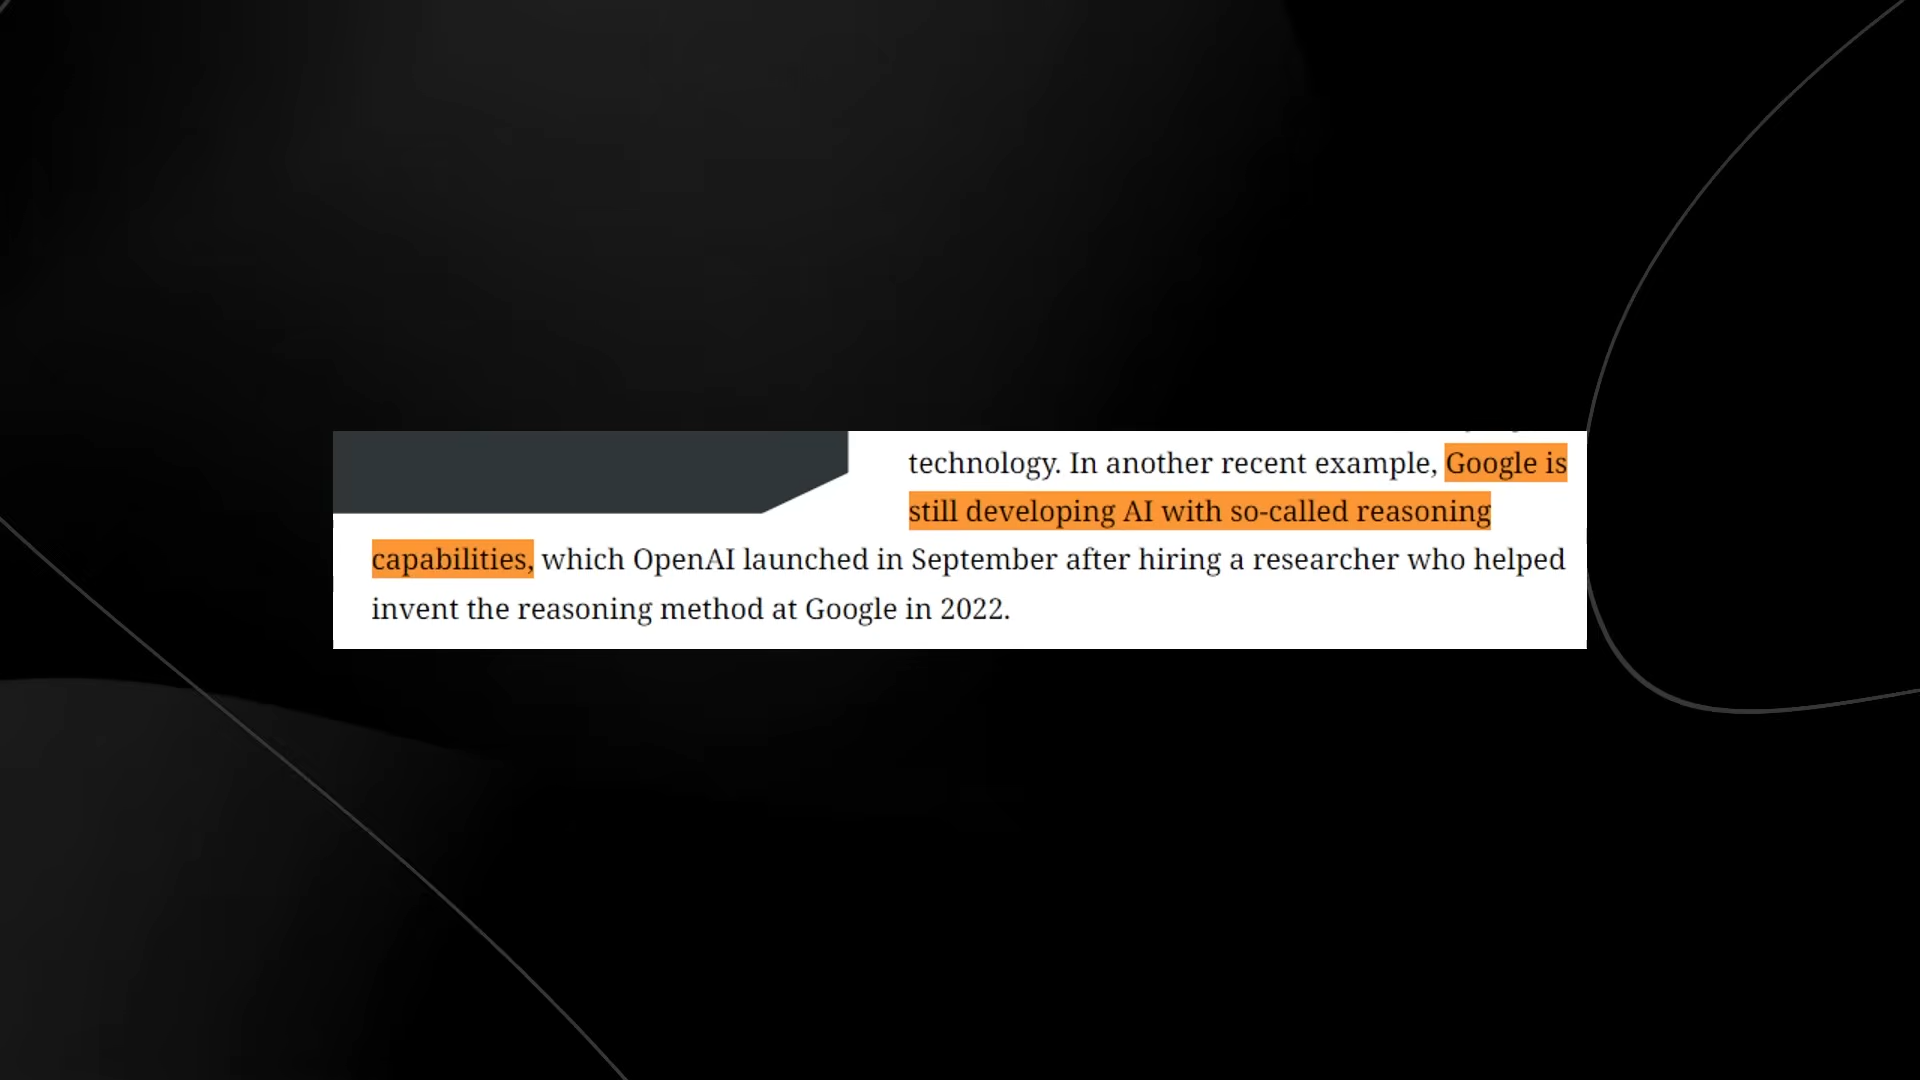 technology. In another recent example, Google is
still developing AI with so-called reasoning
capabilities, which OpenAI launched in September after hiring a researcher who helped
invent the reasoning method at Google in 2022.